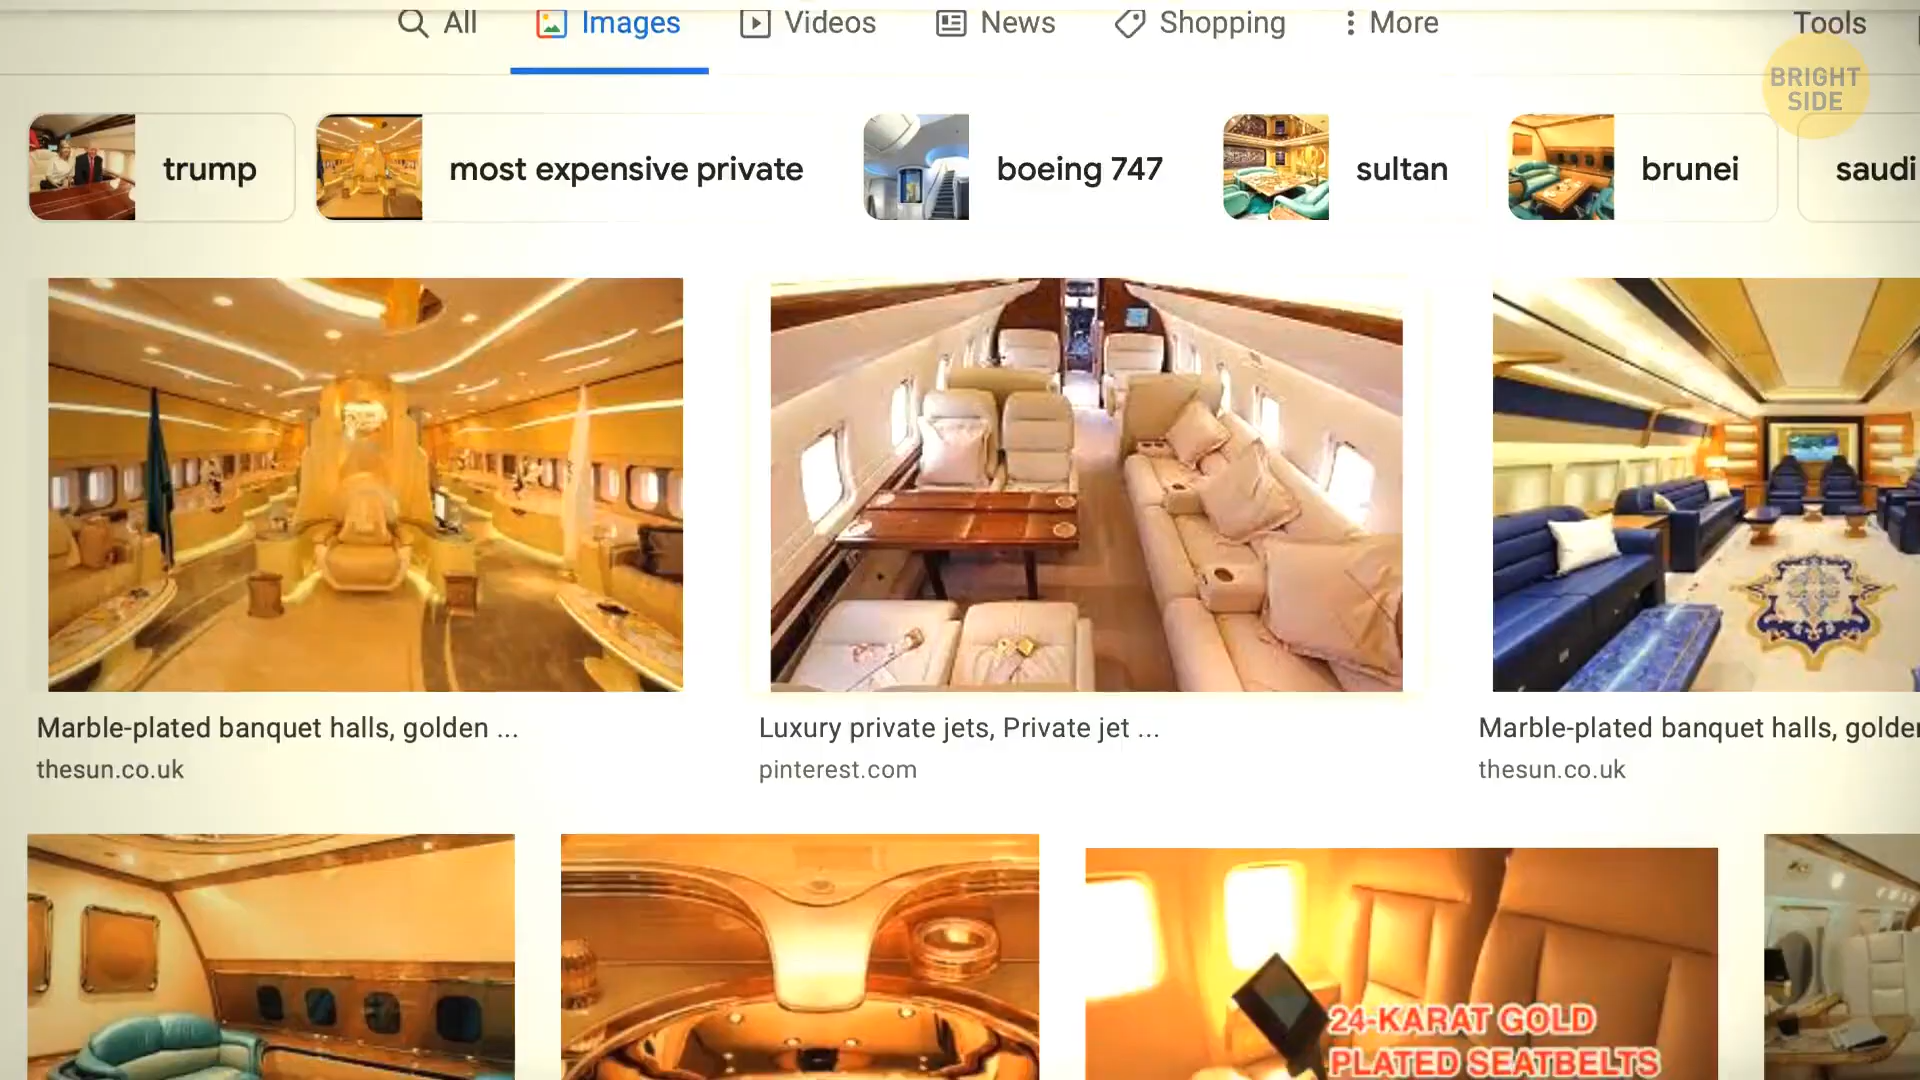 All
Images
Videos
News
Shopping
More
Tools
BRIGHT
SIDE
trump
most expensive private
boeing 747
sultan
brunei
saudi
Marble-plated banquet halls, golden ...
thesun.co.uk
Luxury private jets, Private jet ...
pinterest.com
Marble-plated banquet halls, golden
thesun.co.uk
24-KARAT GOLD
PLATED SEATBELTS